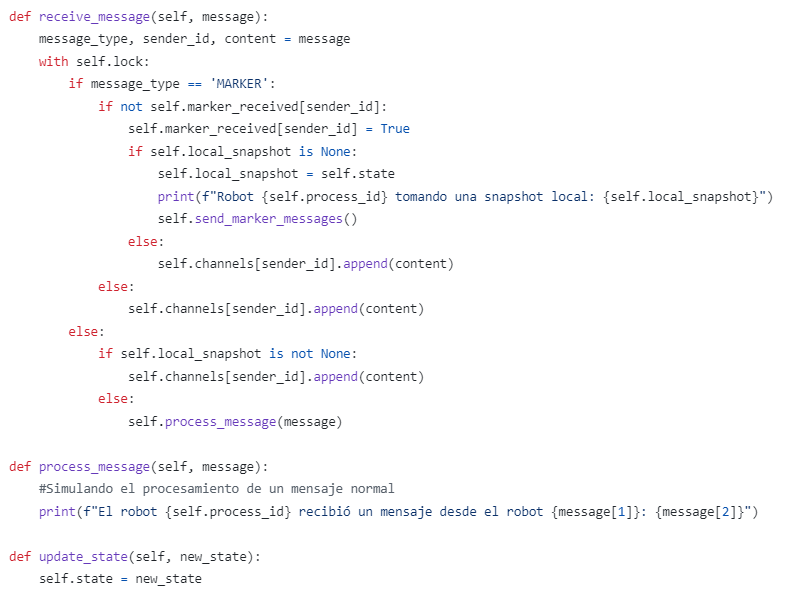 def receive_message(self, message):
    message_type, sender_id, content = message
    with self.lock:
        if message_type == 'MARKER':
            if not self.marker_received[sender_id]:
                self.marker_received[sender_id] = True
                if self.local_snapshot is None:
                    self.local_snapshot = self.state
                    print(f"Robot {self.process_id} tomando una snapshot local: {self.local_snapshot}")
                    self.send_marker_messages()
                else:
                    self.channels[sender_id].append(content)
            else:
                self.channels[sender_id].append(content)
        else:
            if self.local_snapshot is not None:
                self.channels[sender_id].append(content)
            else:
                self.process_message(message)

def process_message(self, message):
    #Simulando el procesamiento de un mensaje normal
    print(f"El robot {self.process_id} recibió un mensaje desde el robot {message[1]}: {message[2]}")

def update_state(self, new_state):
    self.state = new_state